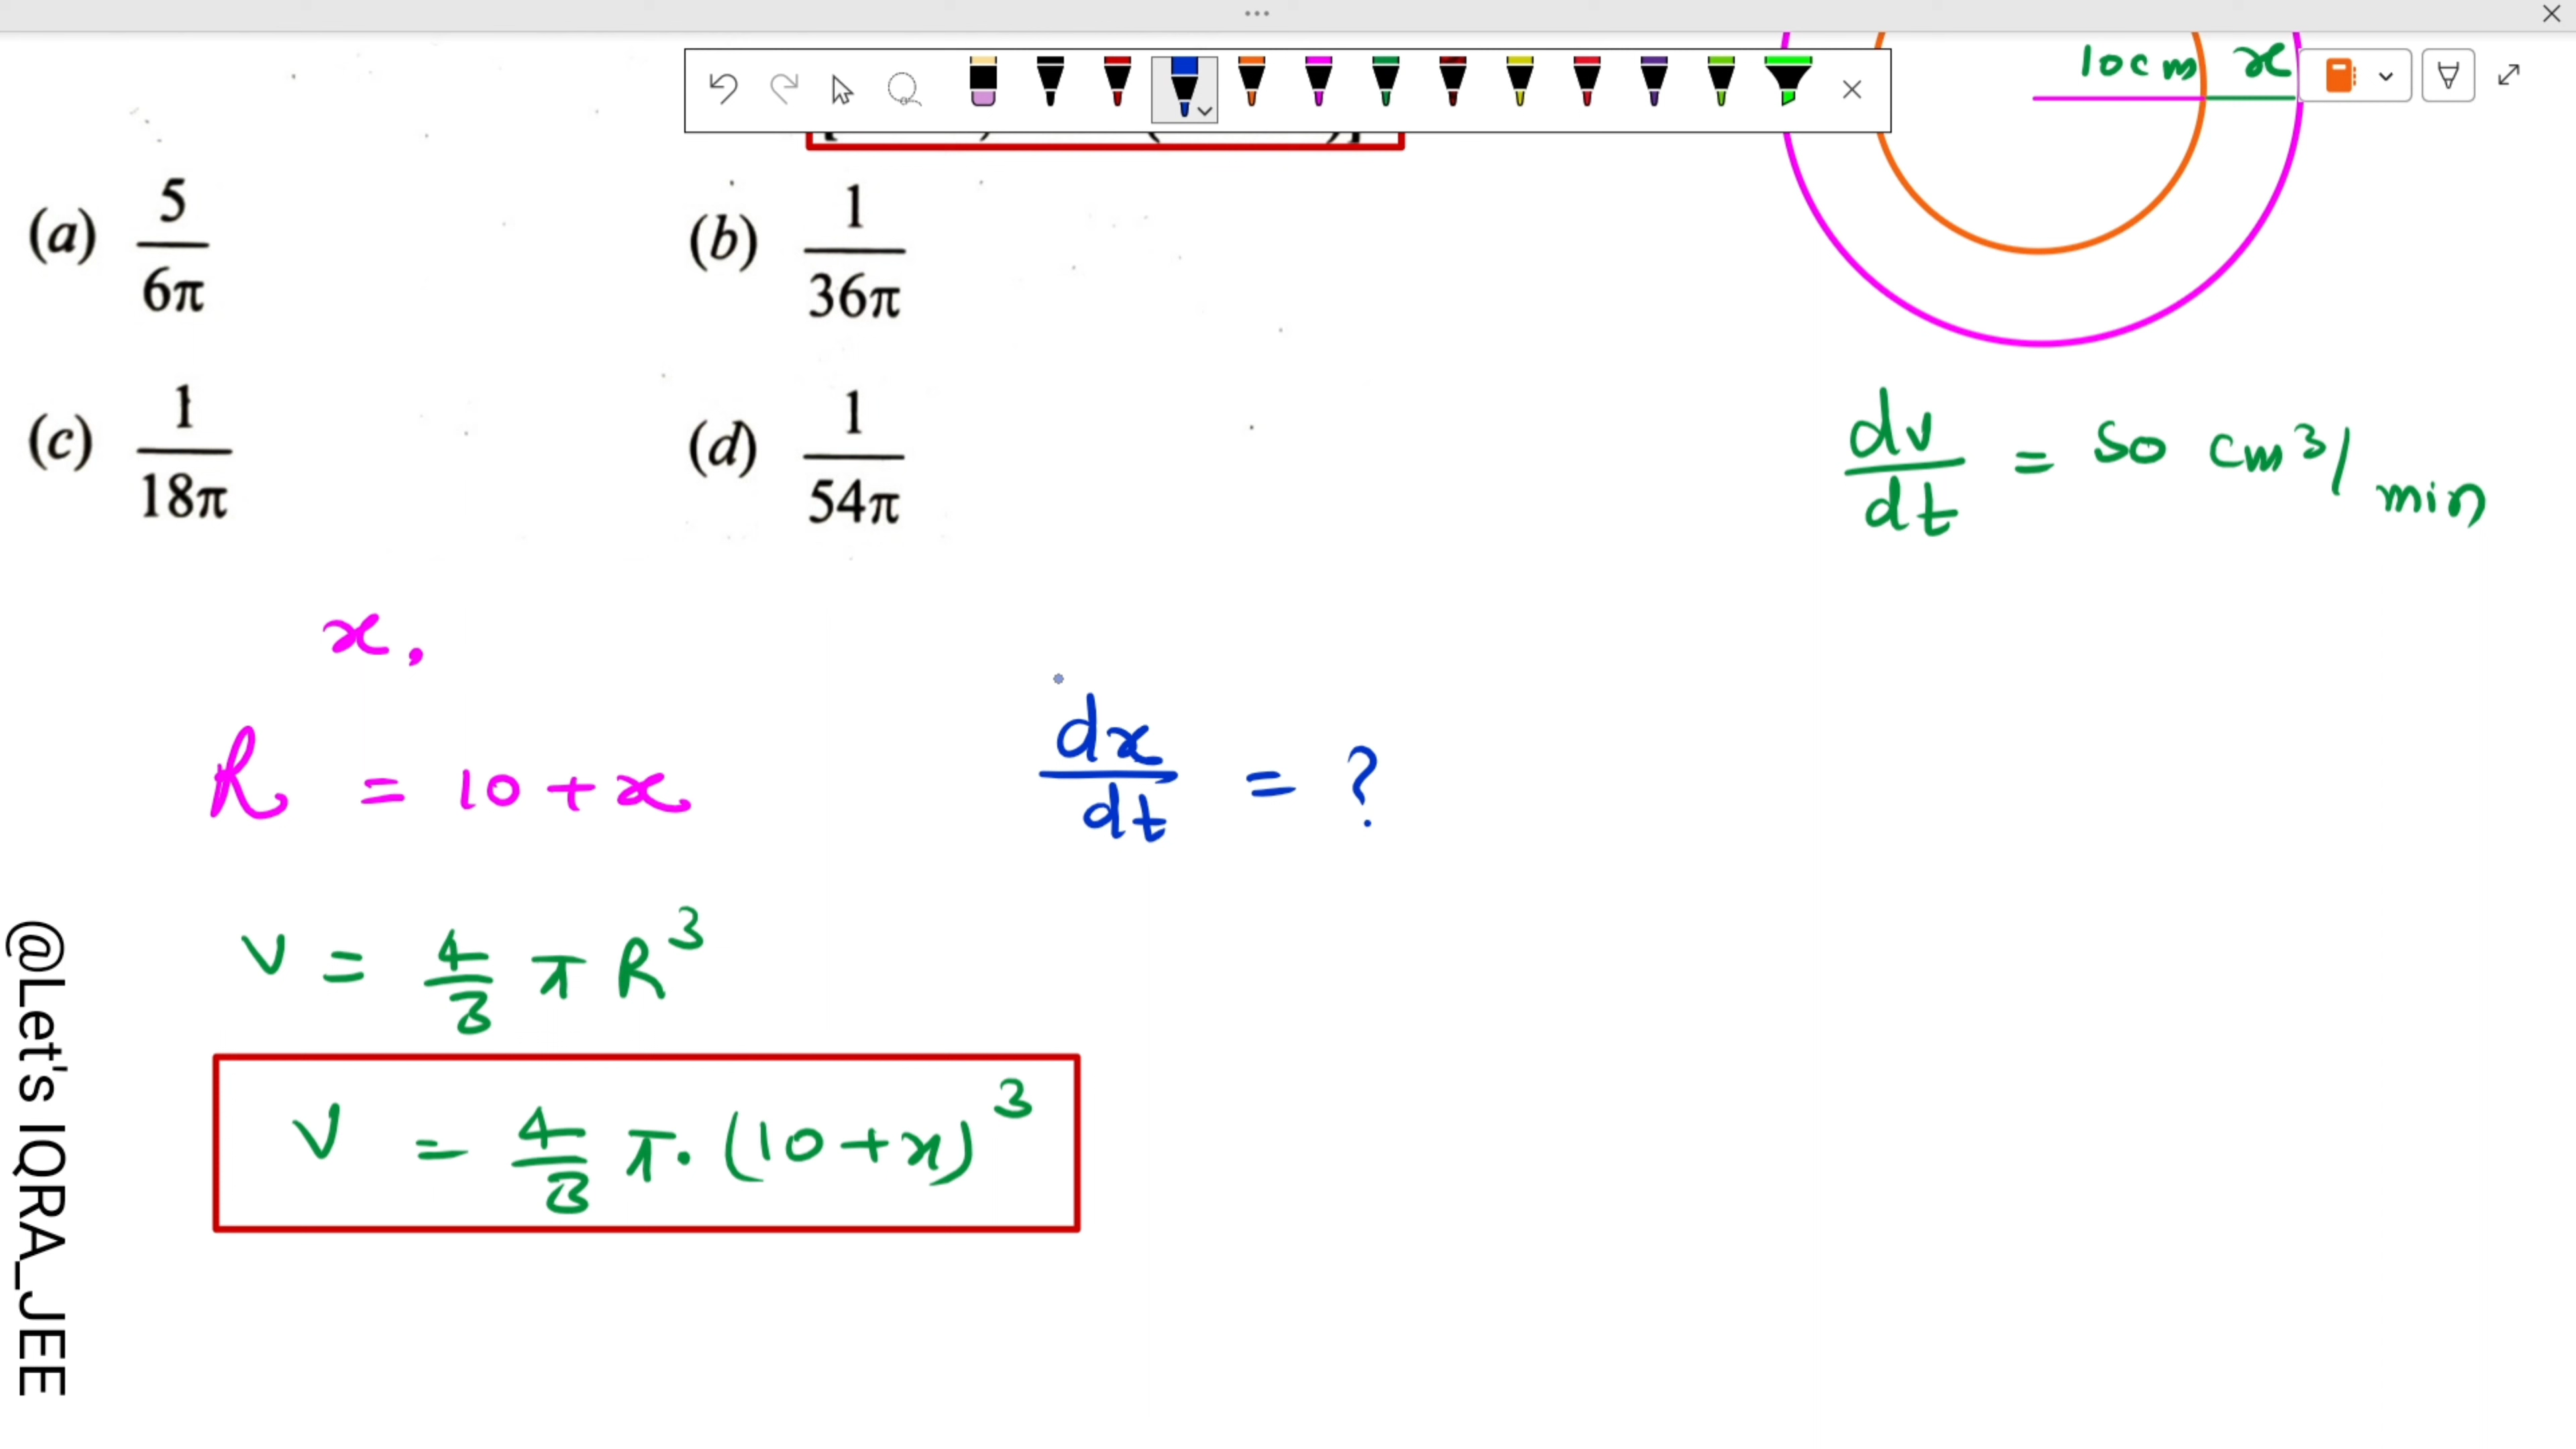 10cm x
(a) 5/6π (b) 1/36π
(c) 1/18π (d) 1/54π
dv/dt = 50 cm³/min
x,
R = 10 + x
dx/dt = ?
V = 4/3 π R³
V = 4/3 π. (10 + x)³
@Let's IQRA_JEE